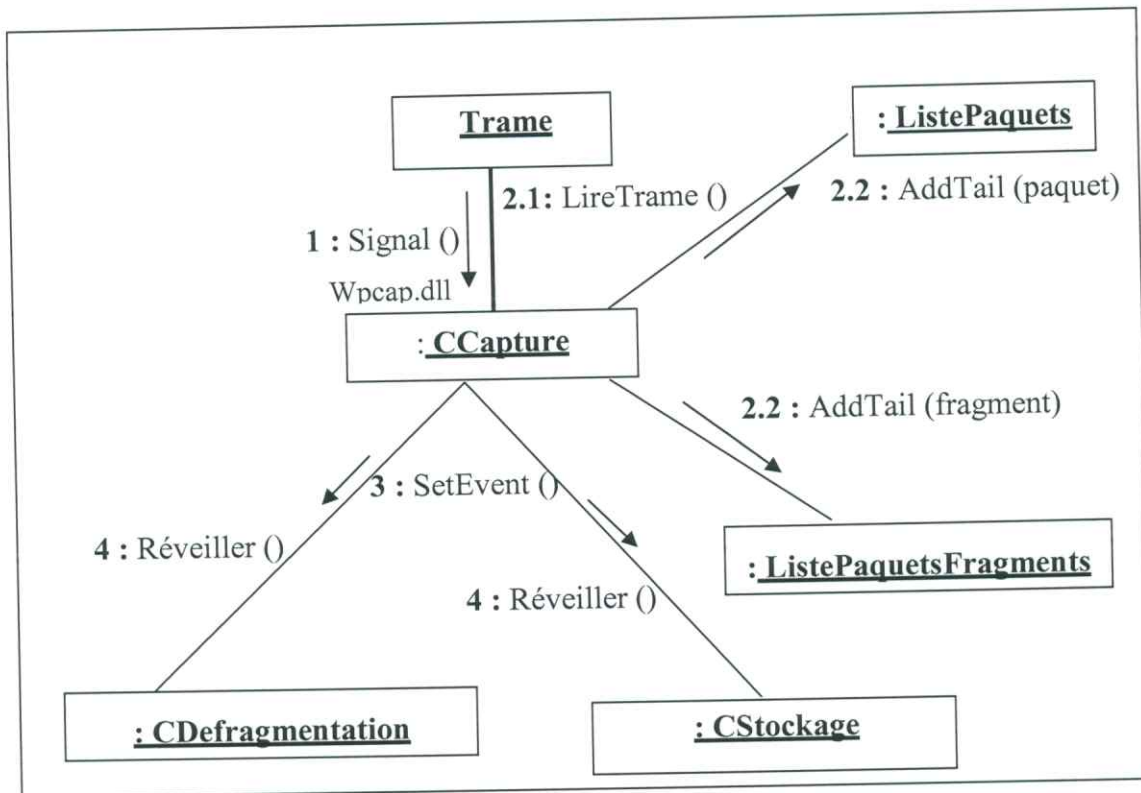 Trame
: ListePaquets
2.1: LireTrame ()
2.2 : AddTail (paquet)
1 : Signal ()
Wpcap.dll
: CCapture
2.2 : AddTail (fragment)
3 : SetEvent ()
4 : Réveiller ()
: ListePaquetsFragments
4 : Réveiller ()
: CDefragmentation
: CStockage